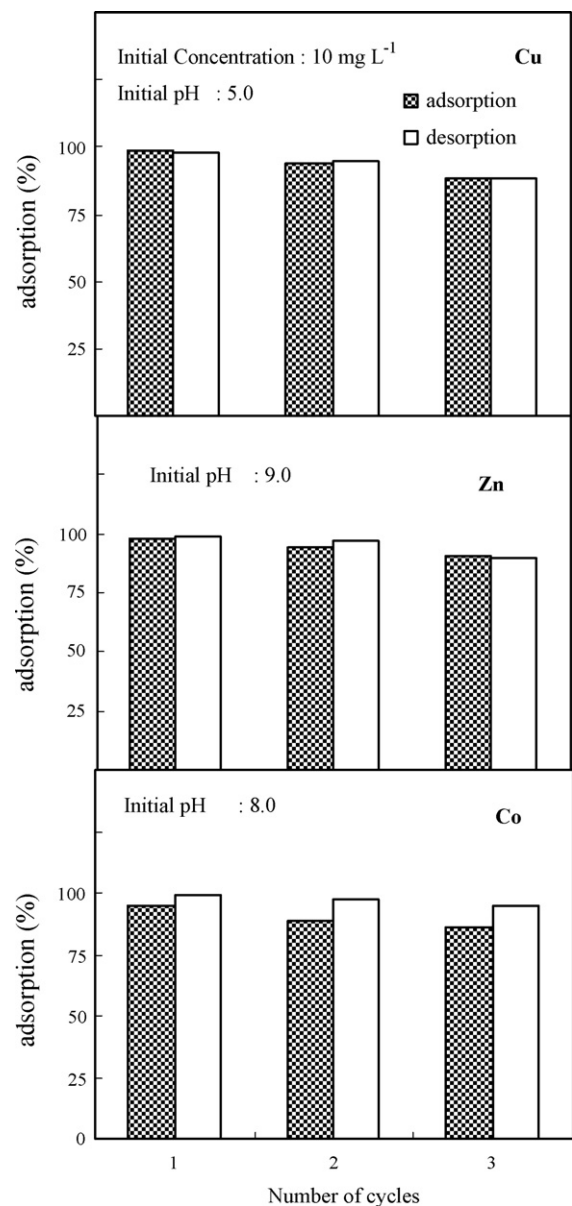 Initial Concentration : 10 mg L⁻¹
Cu
Initial pH : 5.0
adsorption
desorption
100
75
50
25
adsorption (%)
Initial pH : 9.0
Zn
100
75
50
25
adsorption (%)
Initial pH : 8.0
Co
100
75
50
25
0
adsorption (%)
1 2 3
Number of cycles